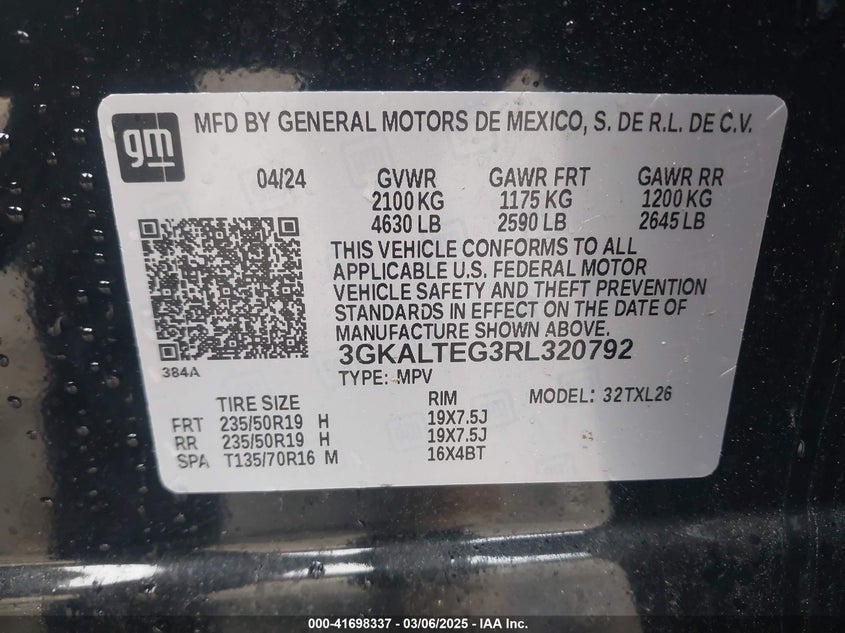 gm
MFD BY GENERAL MOTORS DE MEXICO, S. DE R.L. DE C.V.
04/24 GVWR GAWR FRT GAWR RR
2100 KG 1175 KG 1200 KG
4630 LB 2590 LB 2645 LB
THIS VEHICLE CONFORMS TO ALL
APPLICABLE U.S. FEDERAL MOTOR
VEHICLE SAFETY AND THEFT PREVENTION
STANDARDS IN EFFECT ON THE DATE OF
MANUFACTURE SHOWN ABOVE.
3GKALTEG3RL320792
384A
TYPE: MPV
TIRE SIZE RIM MODEL: 32TXL26
FRT 235/50R19 H 19X7.5J
RR 235/50R19 H 19X7.5J
SPA T135/70R16 M 16X4BT
000-41698337 — 03/06/2025 — IAA Inc.